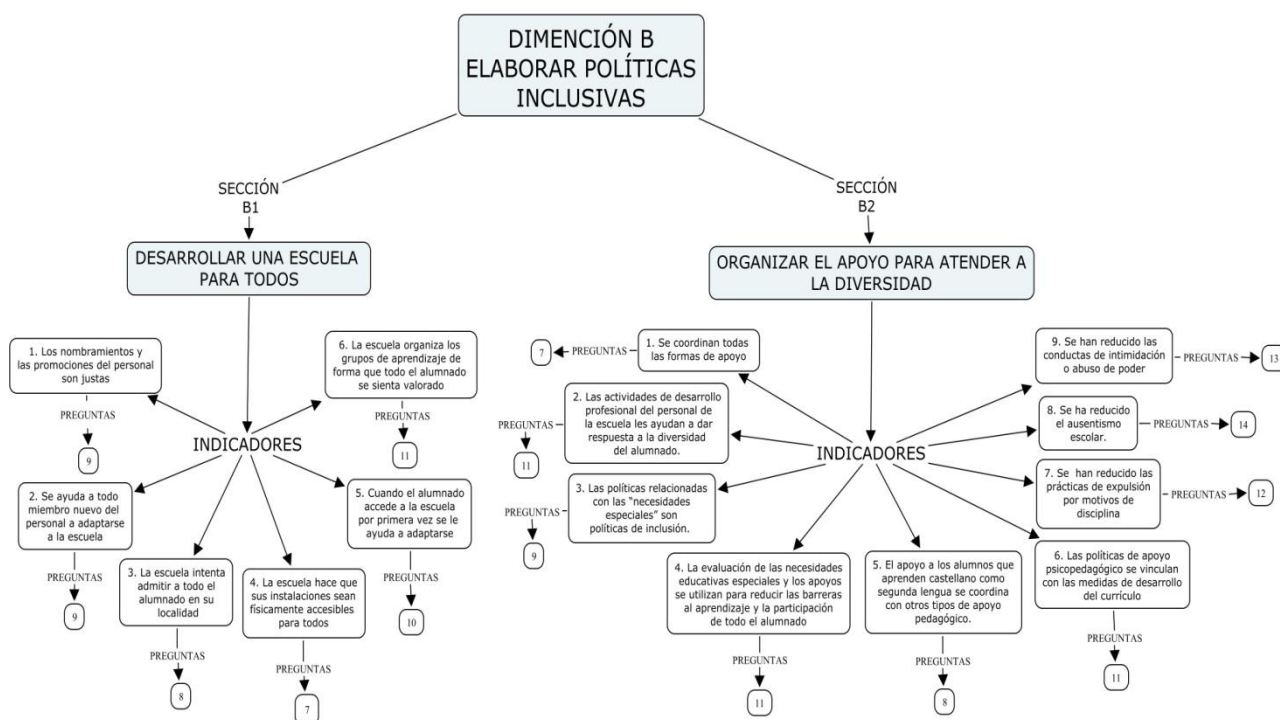 DIMENCIÓN B
ELABORAR POLÍTICAS
INCLUSIVAS
SECCIÓN
B1
DESARROLLAR UNA ESCUELA
PARA TODOS
INDICADORES
1. Los nombramientos y
las promociones del personal
son justas
PREGUNTAS
9
2. Se ayuda a todo
miembro nuevo del
personal a adaptarse
a la escuela
PREGUNTAS
9
3. La escuela intenta
admitir a todo el
alumnado en su
localidad
PREGUNTAS
8
4. La escuela hace que
sus instalaciones sean
físicamente accesibles
para todos
PREGUNTAS
7
5. Cuando el alumnado
accede a la escuela
por primera vez se le
ayuda a adaptarse
PREGUNTAS
10
6. La escuela organiza los
grupos de aprendizaje de
forma que todo el alumnado
se sienta valorado
PREGUNTAS
11
SECCIÓN
B2
ORGANIZAR EL APOYO PARA ATENDER A
LA DIVERSIDAD
INDICADORES
1. Se coordinan todas
las formas de apoyo
PREGUNTAS
7
2. Las actividades de desarrollo
profesional del personal de
la escuela les ayudan a dar
respuesta a la diversidad
del alumnado.
PREGUNTAS
11
3. Las políticas relacionadas
con las "necesidades
especiales" son
políticas de inclusión.
PREGUNTAS
9
4. La evaluación de las necesidades
educativas especiales y los apoyos
se utilizan para reducir las barreras
al aprendizaje y la participación
de todo el alumnado
PREGUNTAS
11
5. El apoyo a los alumnos que
aprenden castellano como
segunda lengua se coordina
con otros tipos de apoyo
pedagógico.
PREGUNTAS
8
6. Las políticas de apoyo
psicopedagógico se vinculan
con las medidas de desarrollo
del currículo
PREGUNTAS
11
7. Se han reducido las
prácticas de expulsión
por motivos de
disciplina
PREGUNTAS
12
8. Se ha reducido
el ausentismo
escolar.
PREGUNTAS
14
9. Se han reducido las
conductas de intimidación
o abuso de poder
PREGUNTAS
13